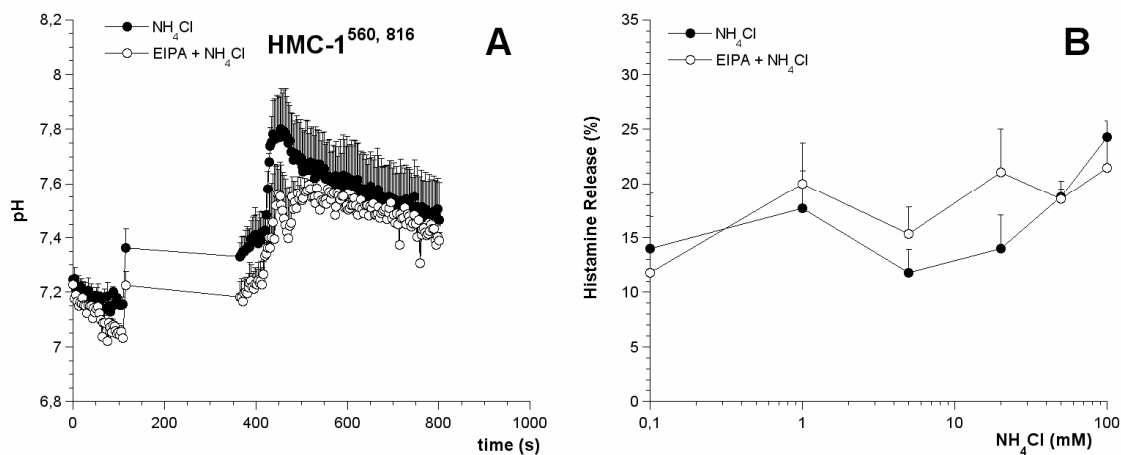 NH₄Cl
EIPA + NH₄Cl
HMC-1⁵⁶⁰, ⁸¹⁶
A
8,2
8
7,8
7,6
7,4
7,2
7
6,8
pH
0
200
400
600
800
1000
time (s)
NH₄Cl
EIPA + NH₄Cl
B
35
30
25
20
15
10
5
0
Histamine Release (%)
0,1
1
10
100
NH₄Cl (mM)